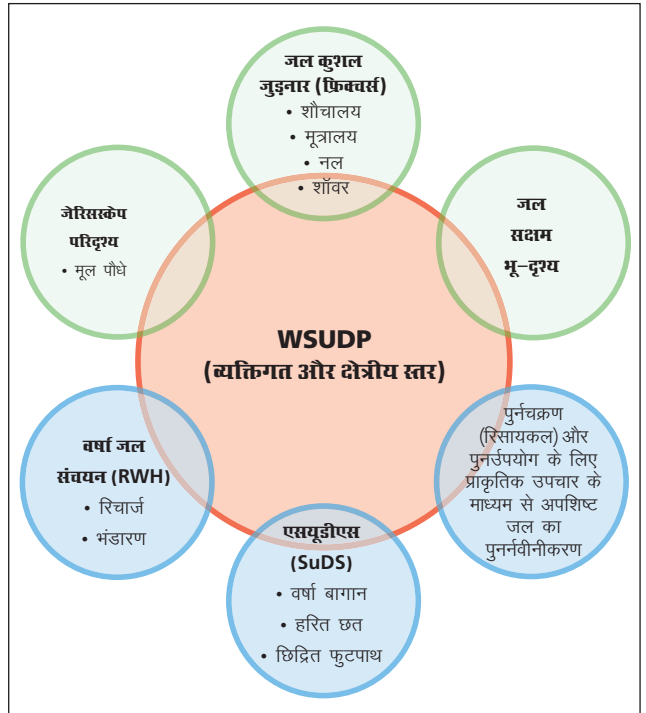 जल कुशल
जुड़नार (फ़िक्चर्स)
• शौचालय
• मूत्रालय
• नल
• शॉवर
जेरिसस्केप
परिदृश्य
• मूल पौधे
जल
सक्षम
भू-दृश्य
WSUDP
(व्यक्तिगत और क्षेत्रीय स्तर)
वर्षा जल
संचयन (RWH)
• रिचार्ज
• भंडारण
पुर्नचक्रण
(रिसायकल) और
पुनर्उपयोग के लिए
प्राकृतिक उपचार के
माध्यम से अपशिष्ट
जल का
पुनर्नवीनीकरण
एसयूडीएस
(SuDS)
• वर्षा बागान
• हरित छत
• छिद्रित फुटपाथ